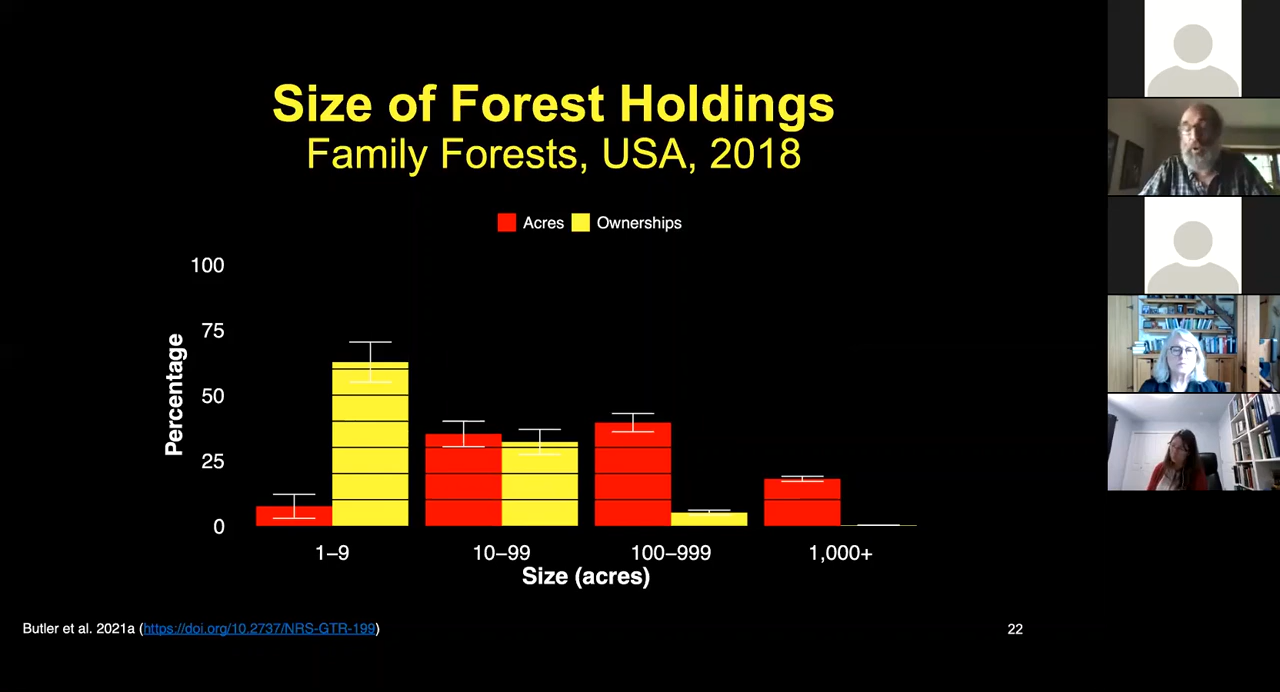 Size of Forest Holdings
Family Forests, USA, 2018
Acres Ownerships
100
75
50
25
0
Percentage
1–9 10–99 100–999 1,000+
Size (acres)
Butler et al. 2021a (https://doi.org/10.2737/NRS-GTR-199)
22